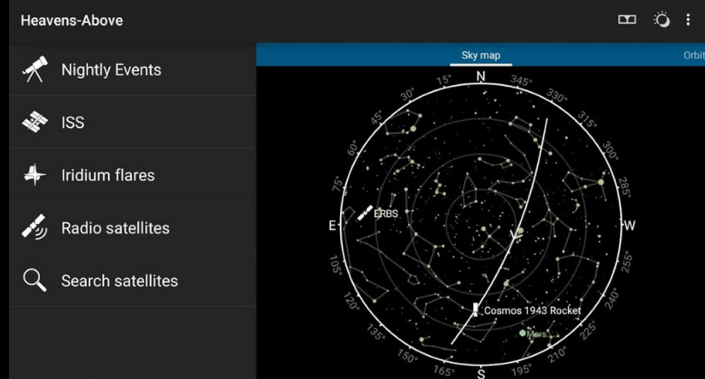 Heavens-Above
Nightly Events
ISS
Iridium flares
Radio satellites
Search satellites
Sky map
Orbit
N
345°
330°
315°
300°
285°
W
255°
240°
225°
210°
195°
S
165°
150°
135°
120°
105°
E
75°
60°
45°
30°
15°
ERBS
Cosmos 1943 Rocket
Mars